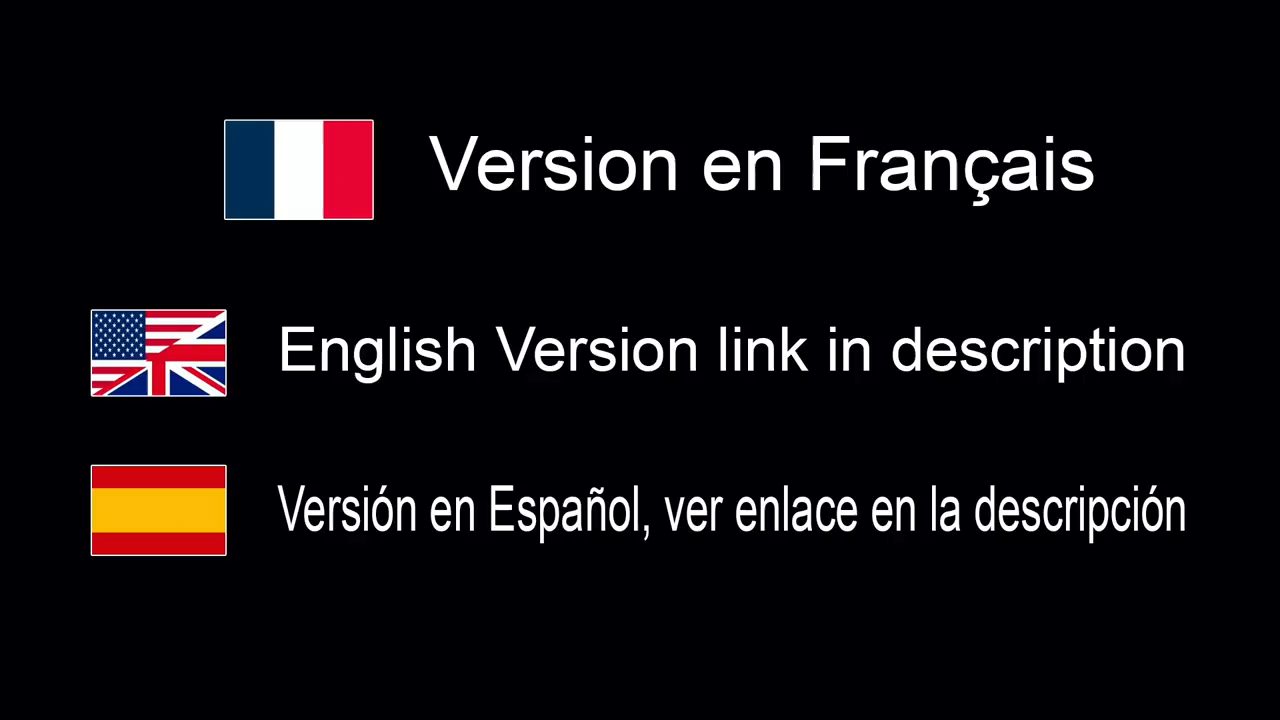 Version en Français
English Version link in description
Versión en Español, ver enlace en la descripción